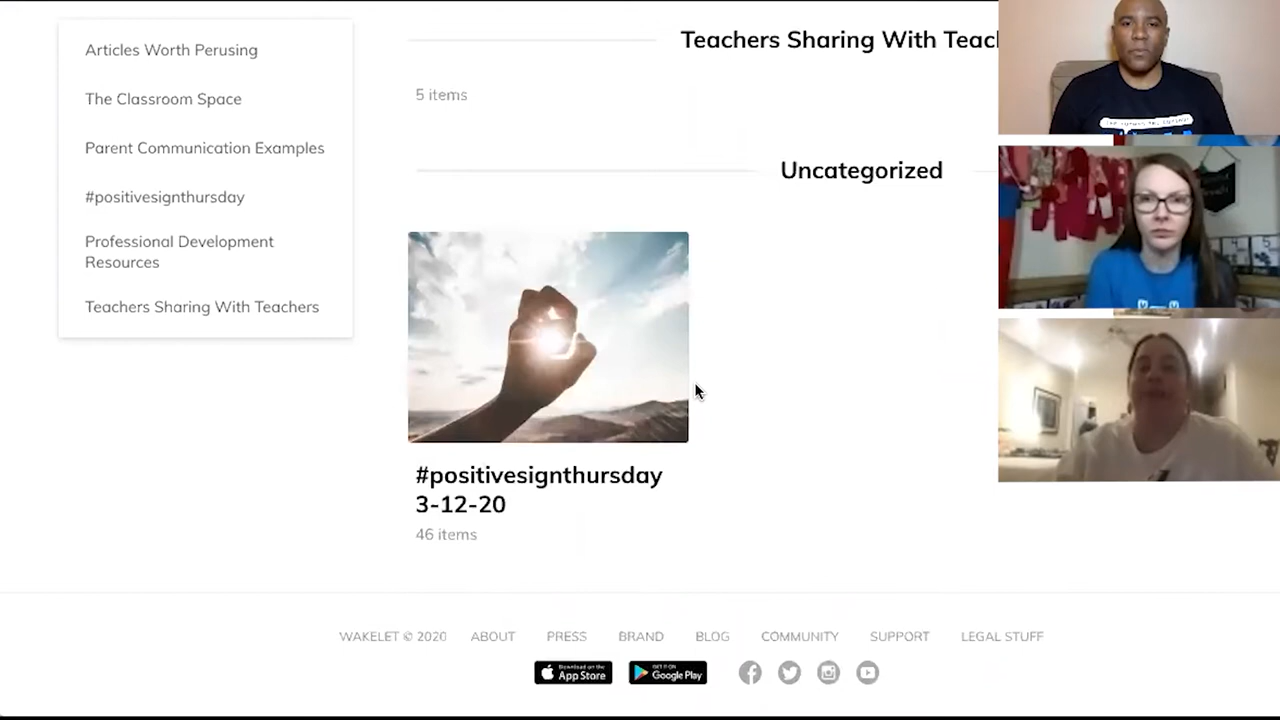 Articles Worth Perusing
The Classroom Space
Parent Communication Examples
#positivesignthursday
Professional Development
Resources
Teachers Sharing With Teachers
Teachers Sharing With Teac
5 items
Uncategorized
#positivesignthursday
3-12-20
46 items
WAKELET © 2020 ABOUT PRESS BRAND BLOG COMMUNITY SUPPORT LEGAL STUFF
Download on the
App Store
GET IT ON
Google Play